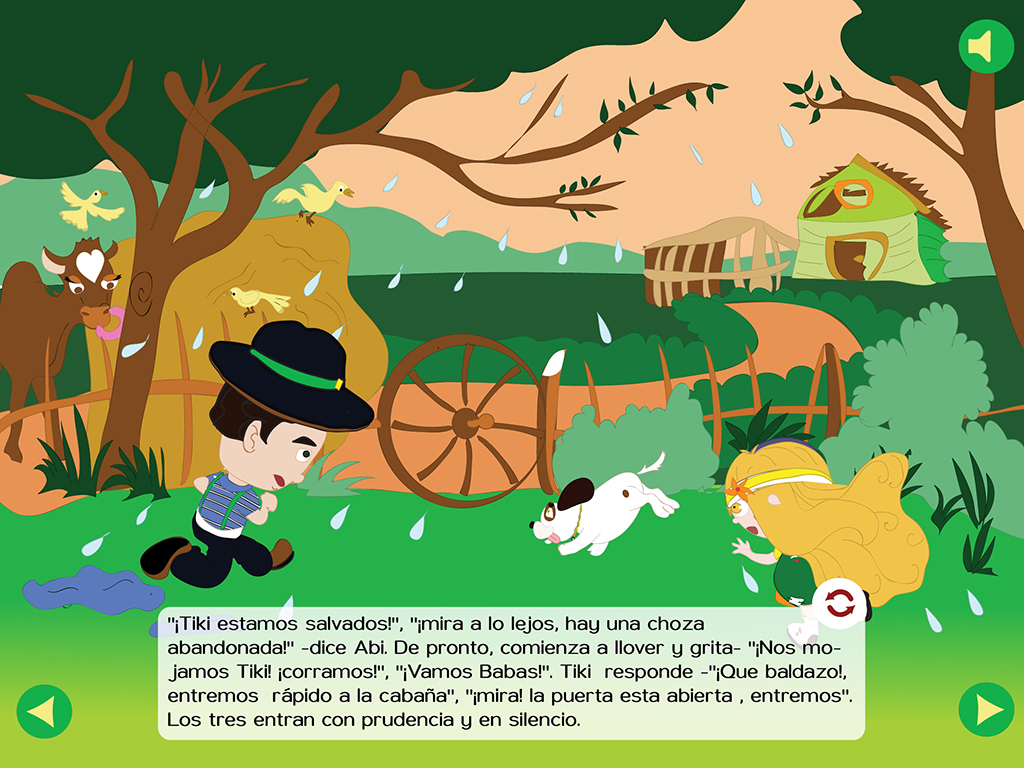 "¡Tiki estamos salvados!", "¡mira a lo lejos, hay una choza
abandonada!" -dice Abi. De pronto, comienza a llover y grita- "¡Nos mo-
jamos Tiki! ¡corramos!", "¡Vamos Babas!". Tiki responde -"¡Que baldazo!,
entremos rápido a la cabaña", "¡mira! la puerta esta abierta , entremos".
Los tres entran con prudencia y en silencio.